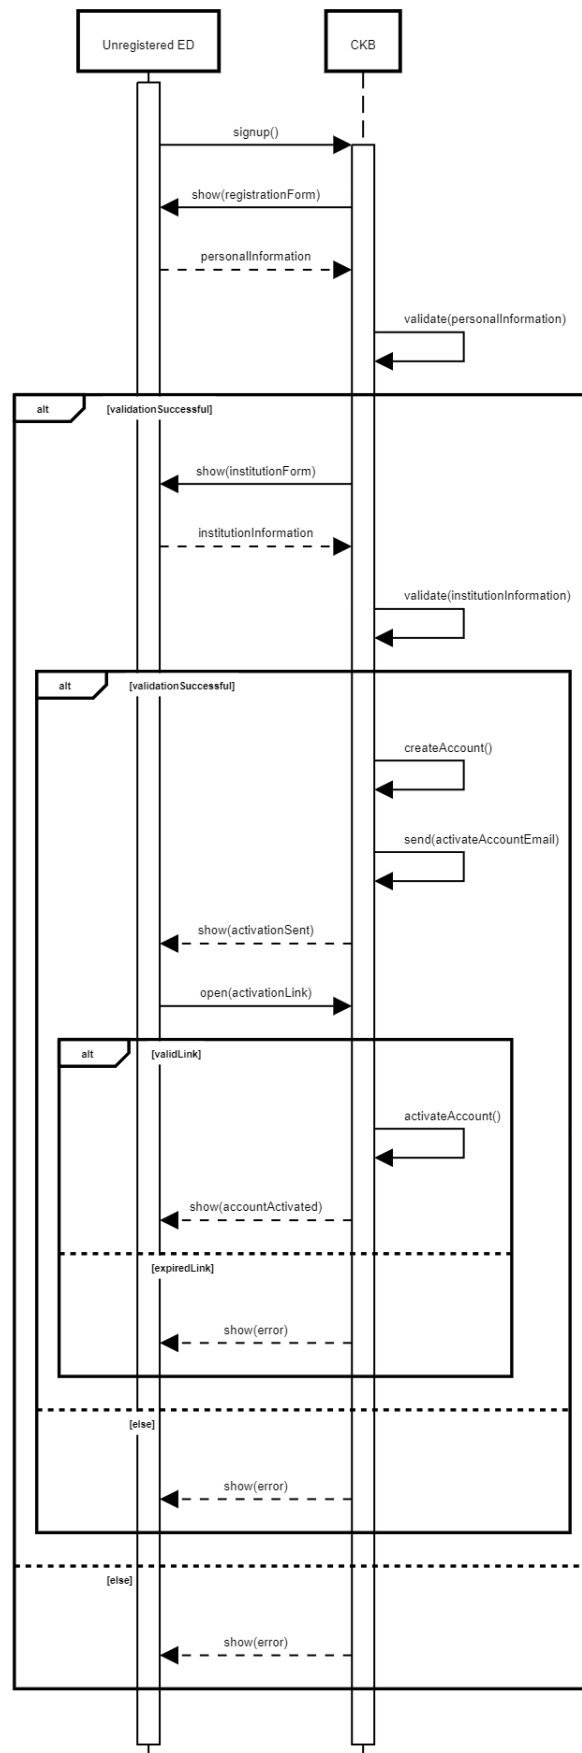 Unregistered ED
CKB
signup()
show(registrationForm)
personalInformation
validate(personalInformation)
alt
[validationSuccessful]
show(institutionForm)
institutionInformation
validate(institutionInformation)
alt
[validationSuccessful]
createAccount()
send(activateAccountEmail)
show(activationSent)
open(activationLink)
alt
[validLink]
activateAccount()
show(accountActivated)
[expiredLink]
show(error)
[else]
show(error)
[else]
show(error)